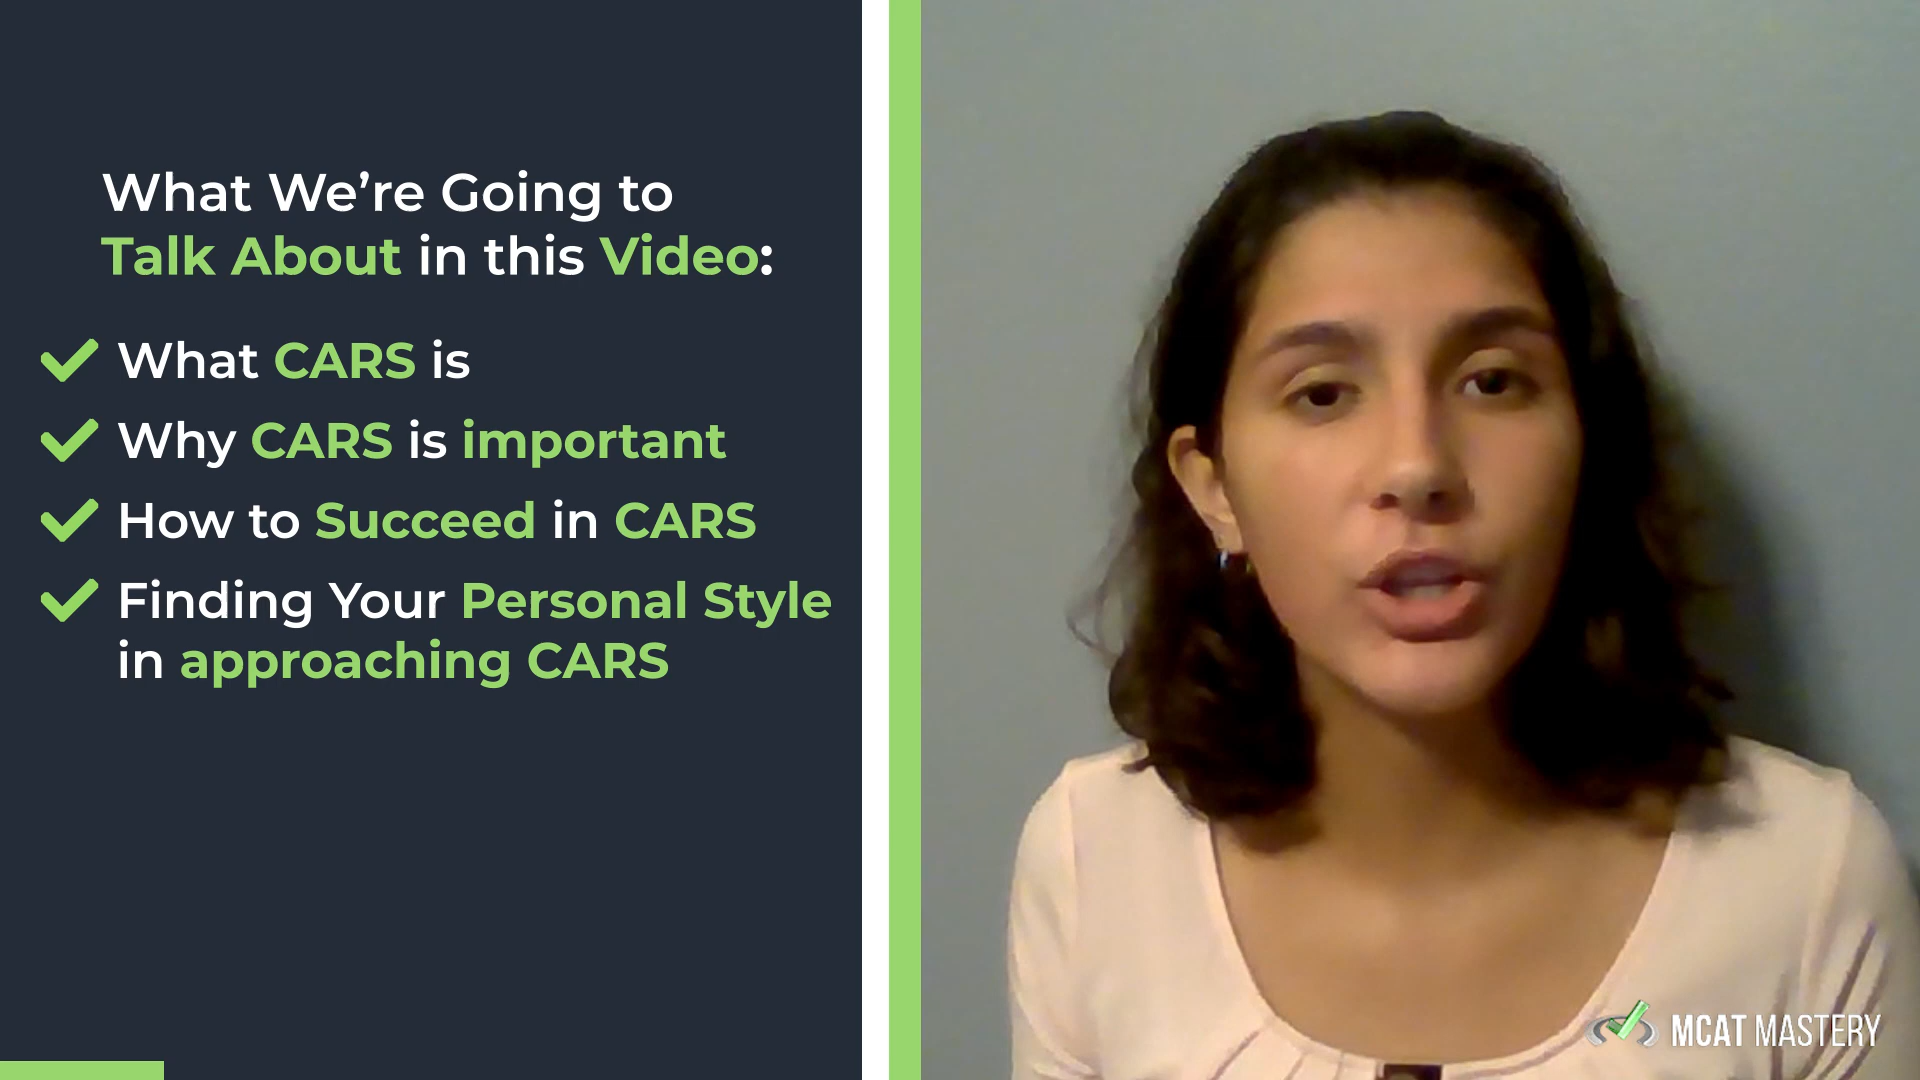 What We’re Going to
Talk About in this Video:
What CARS is
Why CARS is important
How to Succeed in CARS
Finding Your Personal Style
in approaching CARS
MCAT MASTERY